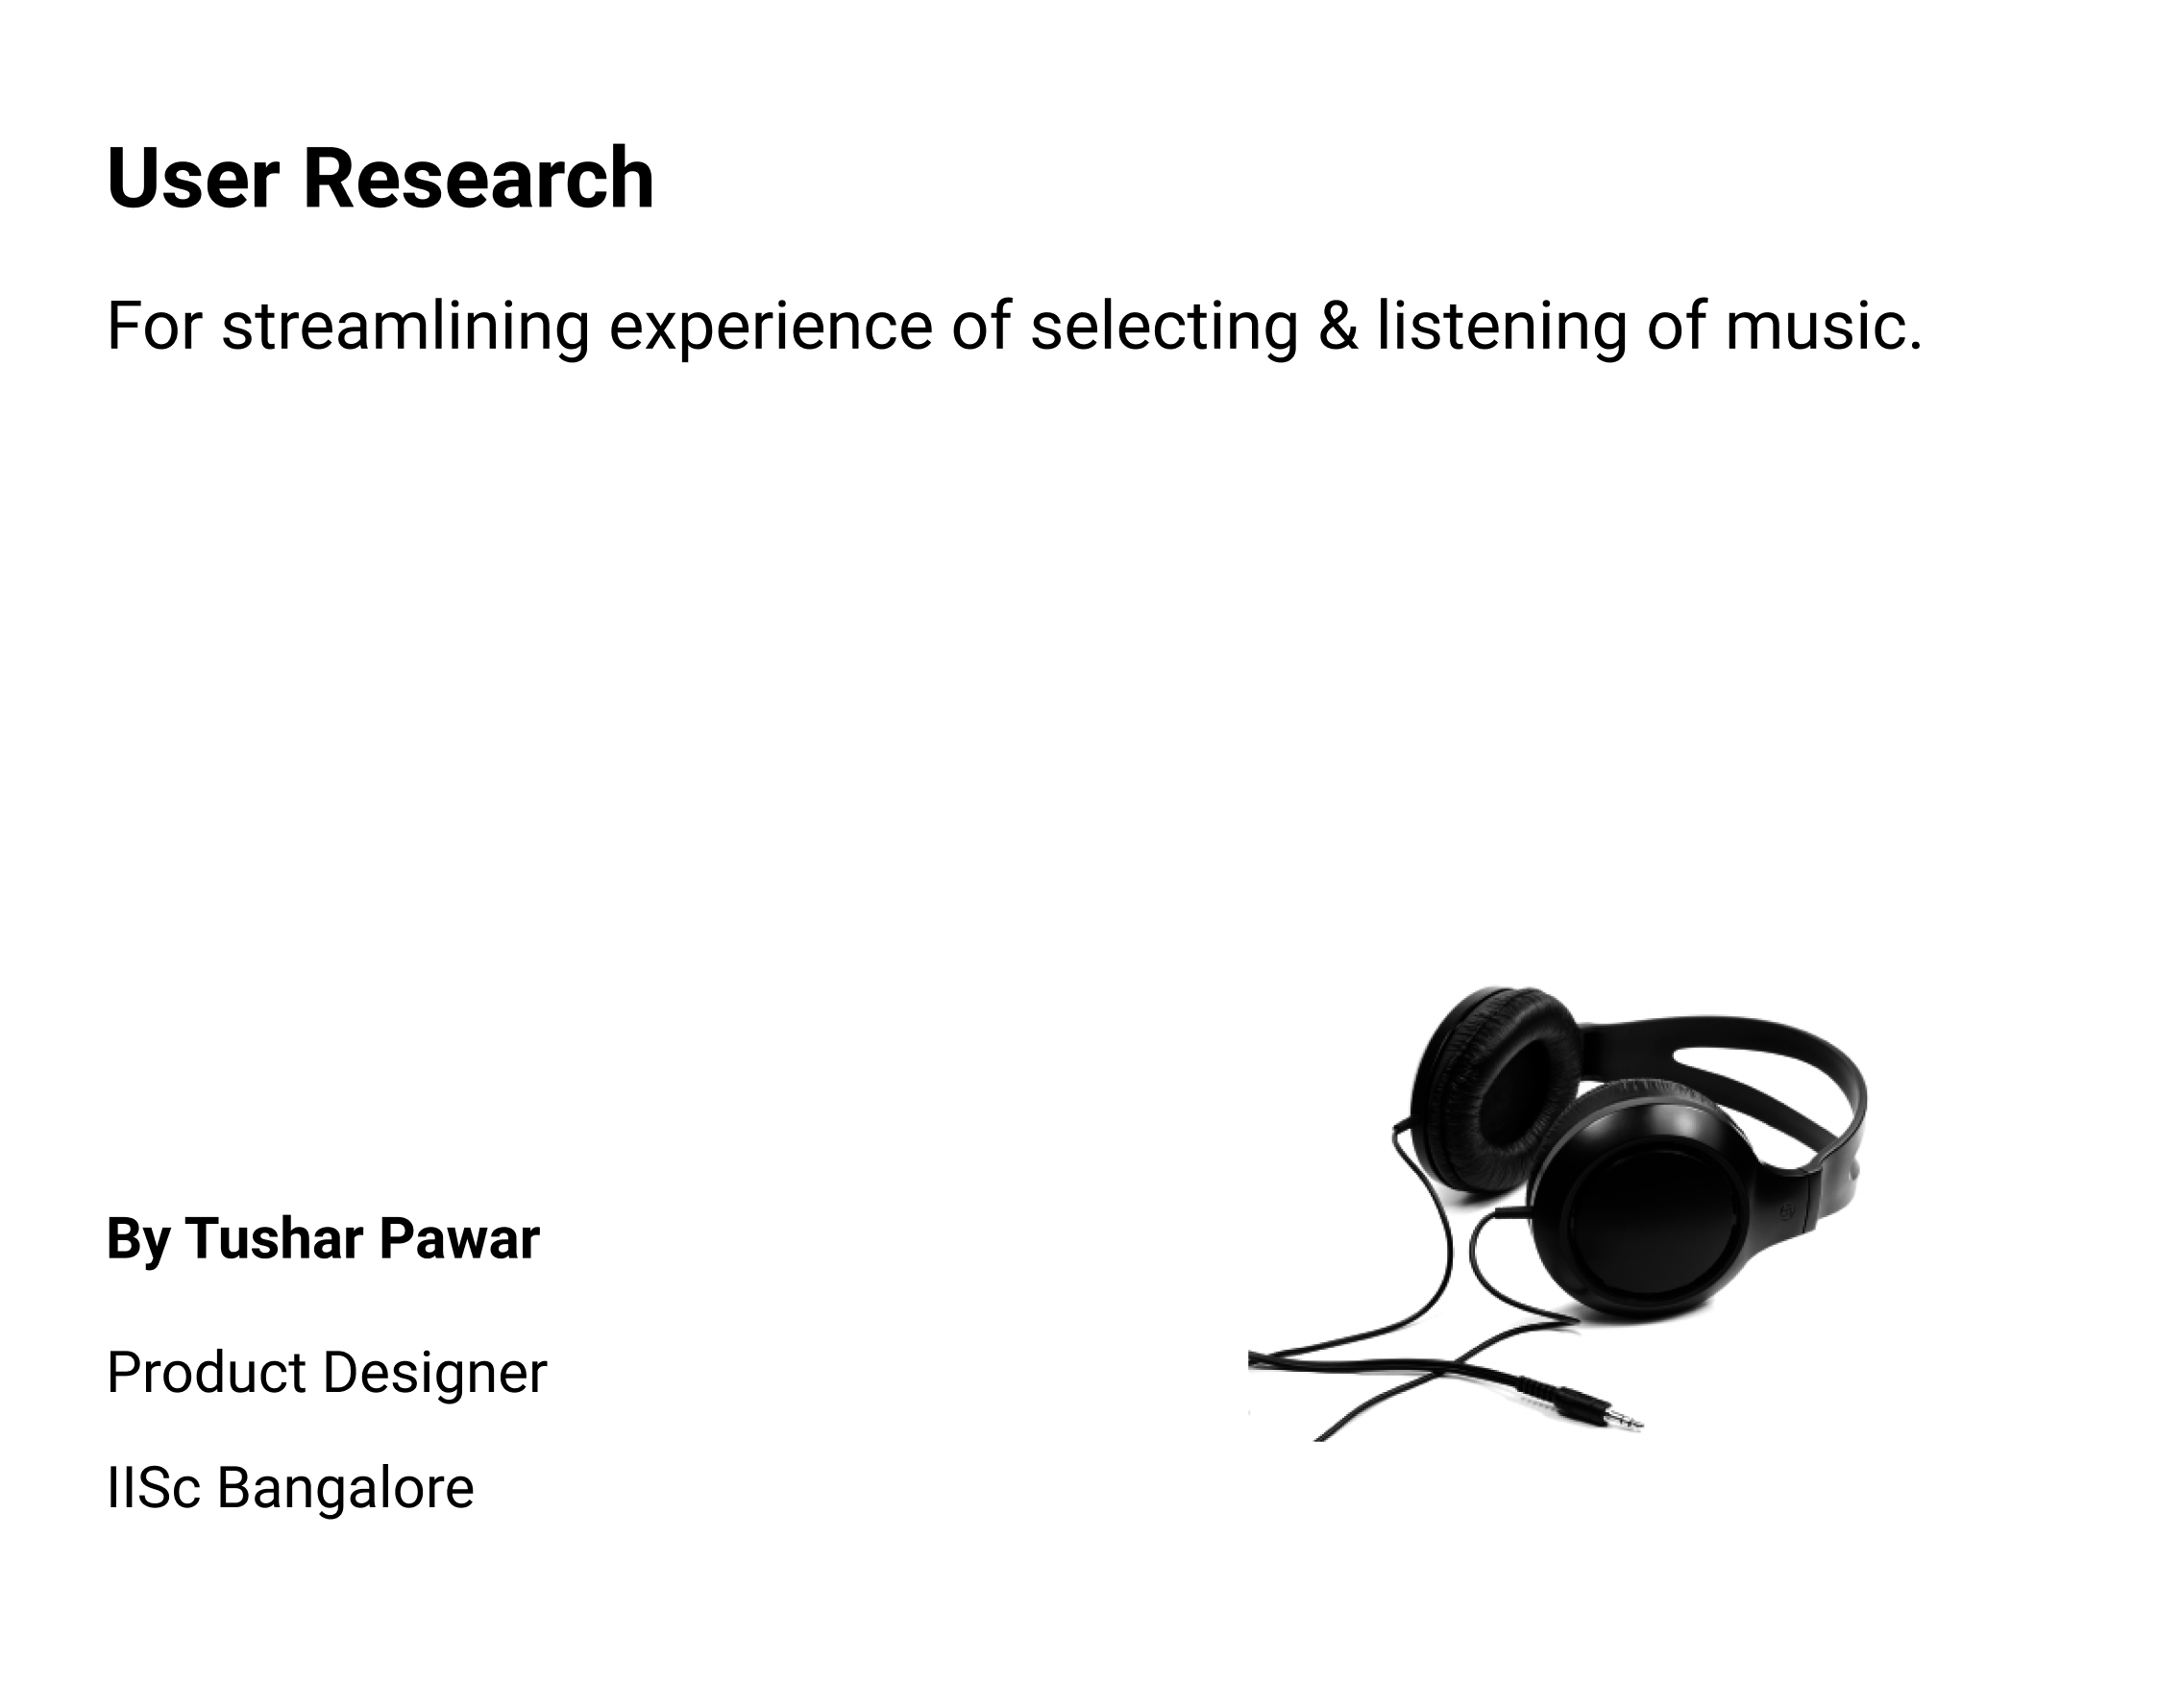 User Research
For streamlining experience of selecting & listening of music.
By Tushar Pawar
Product Designer
IISc Bangalore